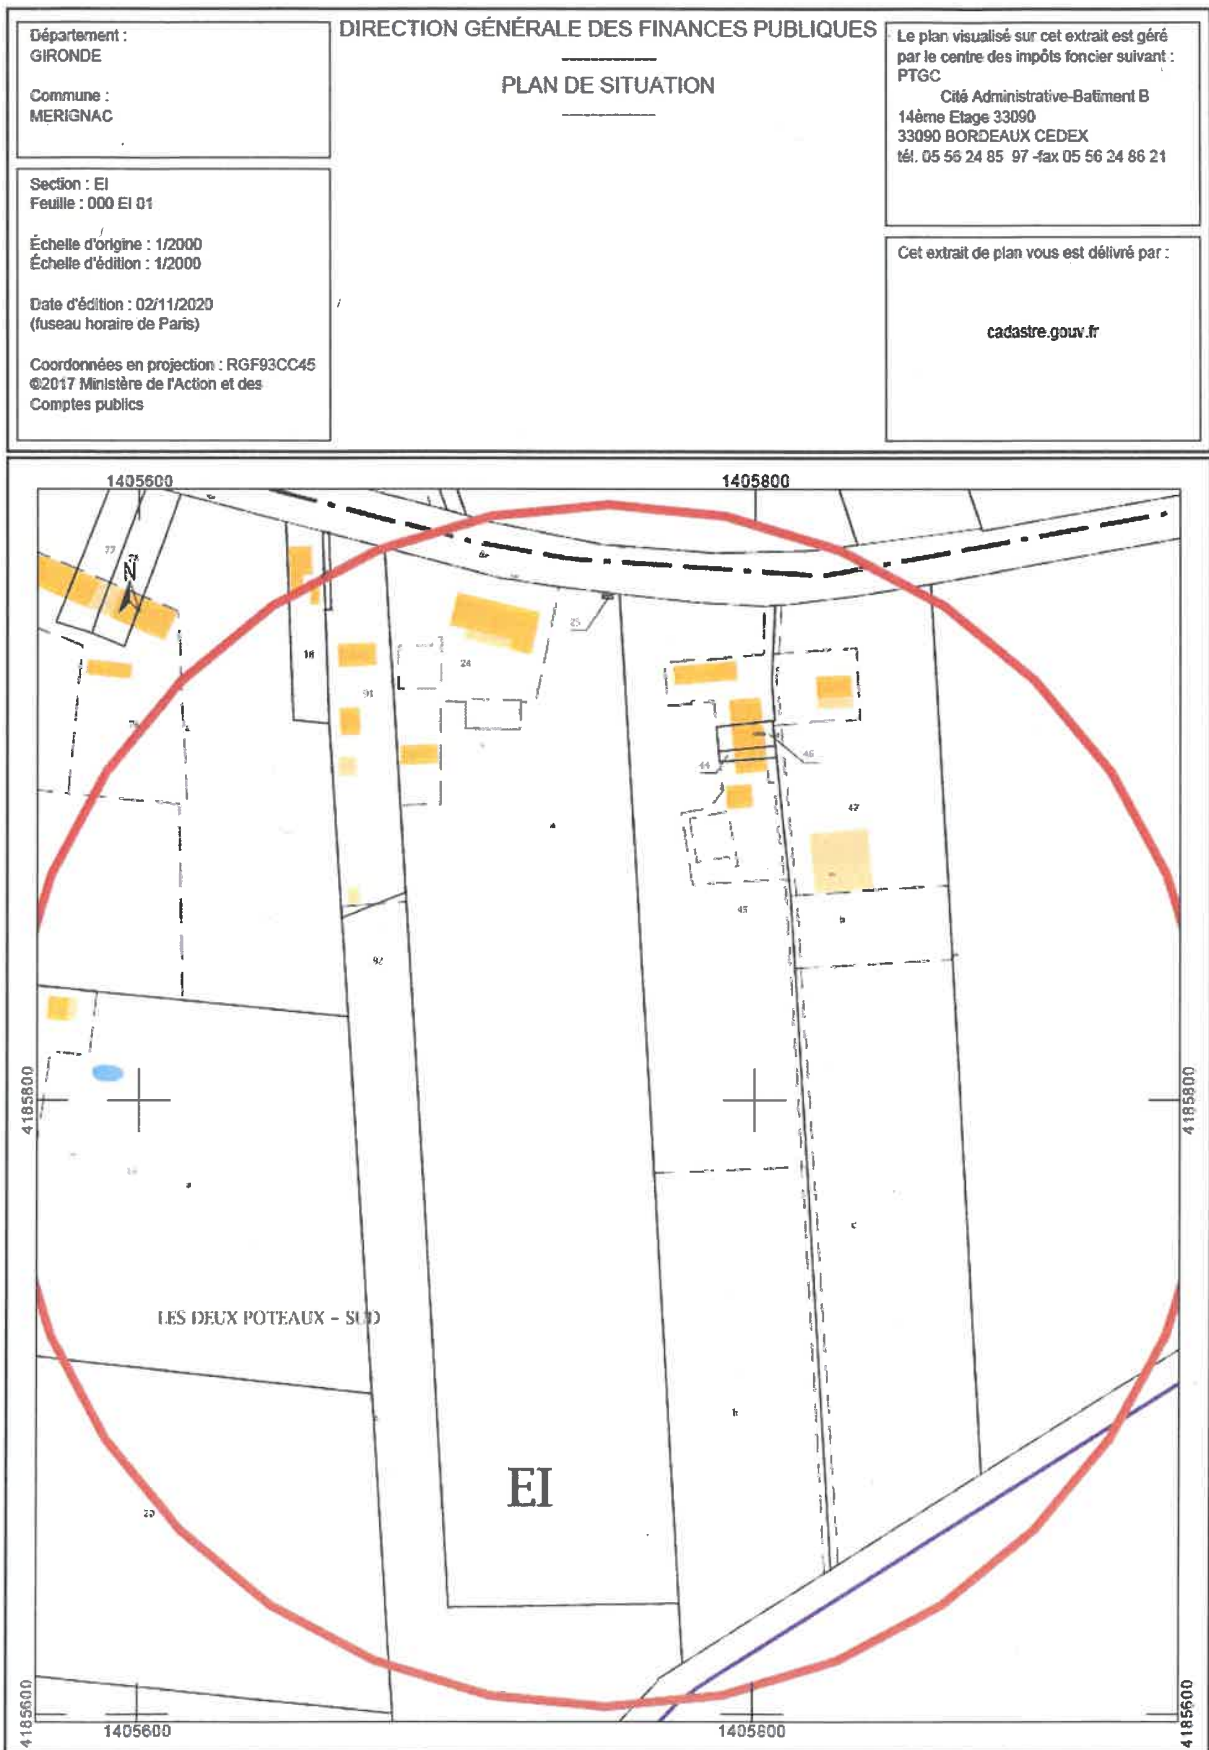 Département :
GIRONDE
Commune :
MERIGNAC
Section : EI
Feuille : 000 EI 01
Échelle d'origine : 1/2000
Échelle d'édition : 1/2000
Date d'édition : 02/11/2020
(fuseau horaire de Paris)
Coordonnées en projection : RGF93CC45
©2017 Ministère de l'Action et des
Comptes publics
DIRECTION GÉNÉRALE DES FINANCES PUBLIQUES
PLAN DE SITUATION
Le plan visualisé sur cet extrait est géré
par le centre des impôts foncier suivant :
PTGC
Cité Administrative-Batiment B
14ème Etage 33090
33090 BORDEAUX CEDEX
tél. 05 56 24 85 97 -fax 05 56 24 86 21
Cet extrait de plan vous est délivré par :
cadastre.gouv.fr
1405600
1405800
77
N
25
18
24
91
44
46
47
45
b
92
4185800
4185800
a
c
LES DEUX POTEAUX - SUD
b
EI
20
4185600
4185600
1405600
1405800